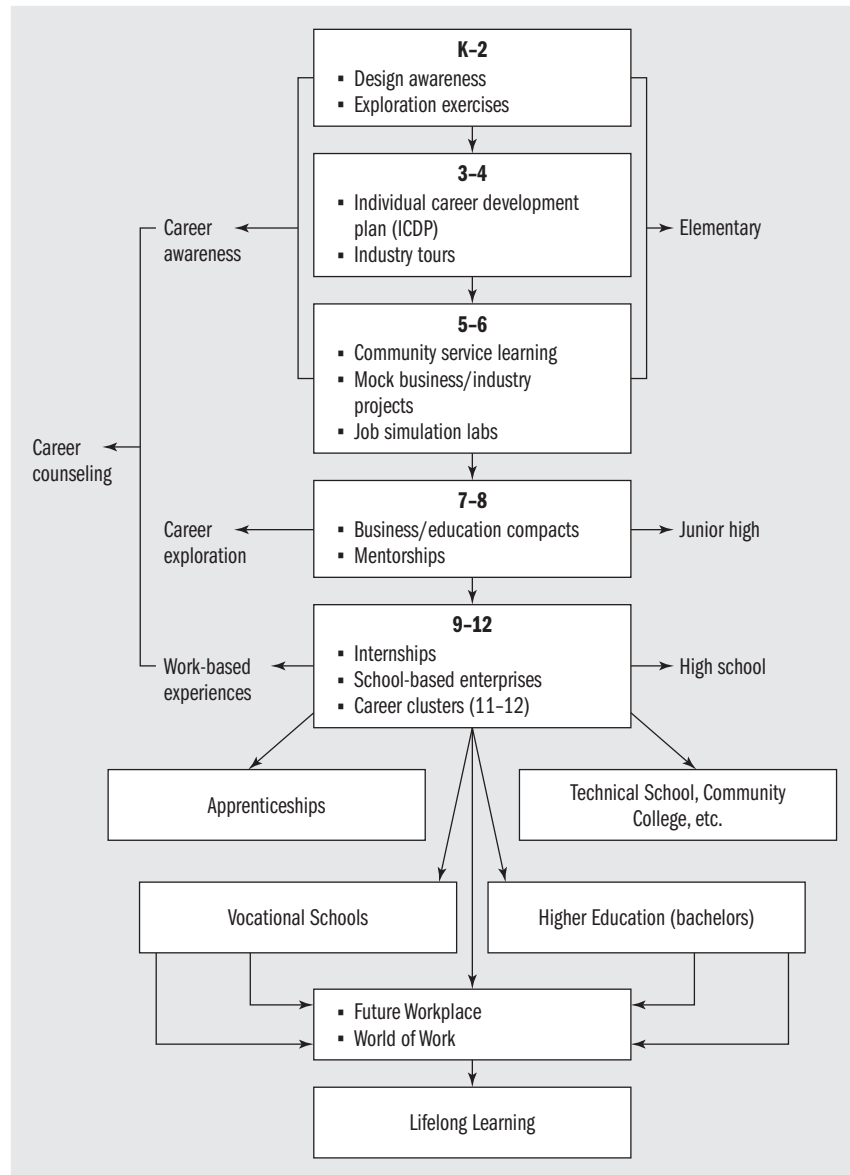 K–2
▪ Design awareness
▪ Exploration exercises
3–4
▪ Individual career development
plan (ICDP)
▪ Industry tours
Career
awareness
Elementary
5–6
▪ Community service learning
▪ Mock business/industry
projects
▪ Job simulation labs
Career
counseling
7–8
▪ Business/education compacts
▪ Mentorships
Career
exploration
Junior high
9–12
▪ Internships
▪ School-based enterprises
▪ Career clusters (11–12)
Work-based
experiences
High school
Apprenticeships
Technical School, Community
College, etc.
Vocational Schools
Higher Education (bachelors)
▪ Future Workplace
▪ World of Work
Lifelong Learning